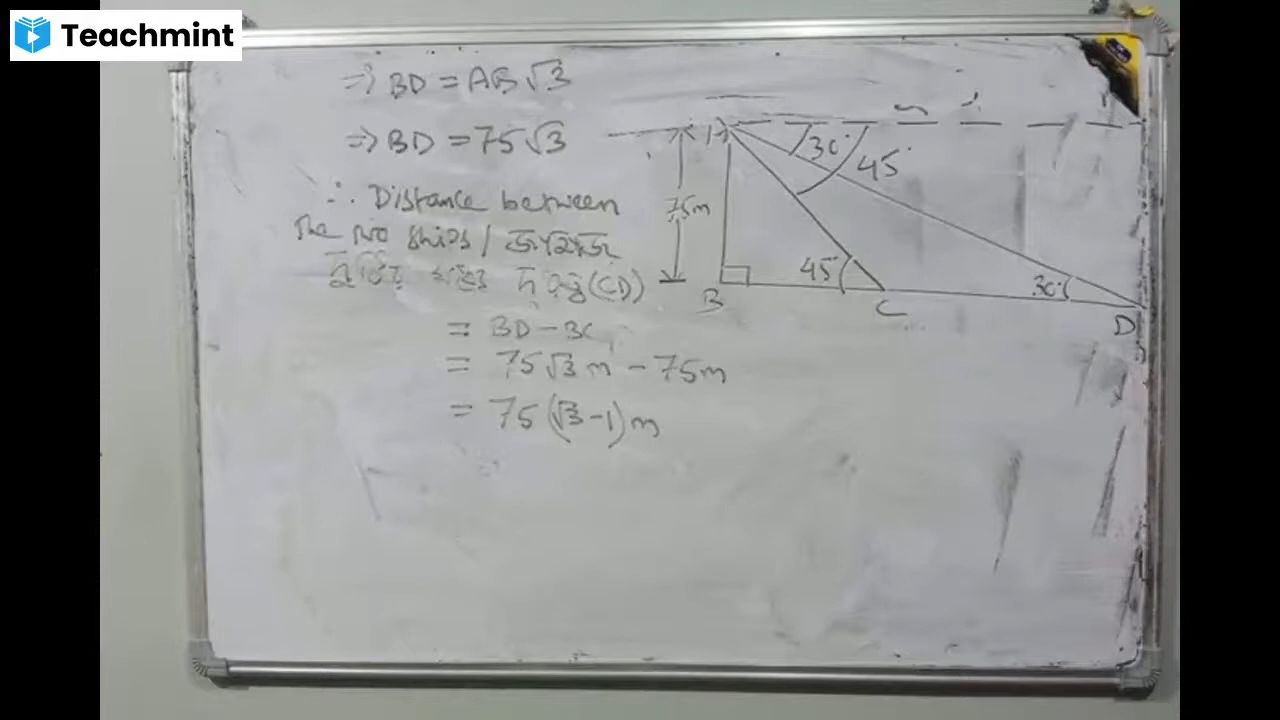 Teachmint
⇒ BD = AB√3
⇒ BD = 75√3
∴ Distance between
the two ships /
(CD)
= BD - BC
= 75√3 m - 75m
= 75(√3-1) m
A
30°
45°
75m
45°
30°
B
C
D